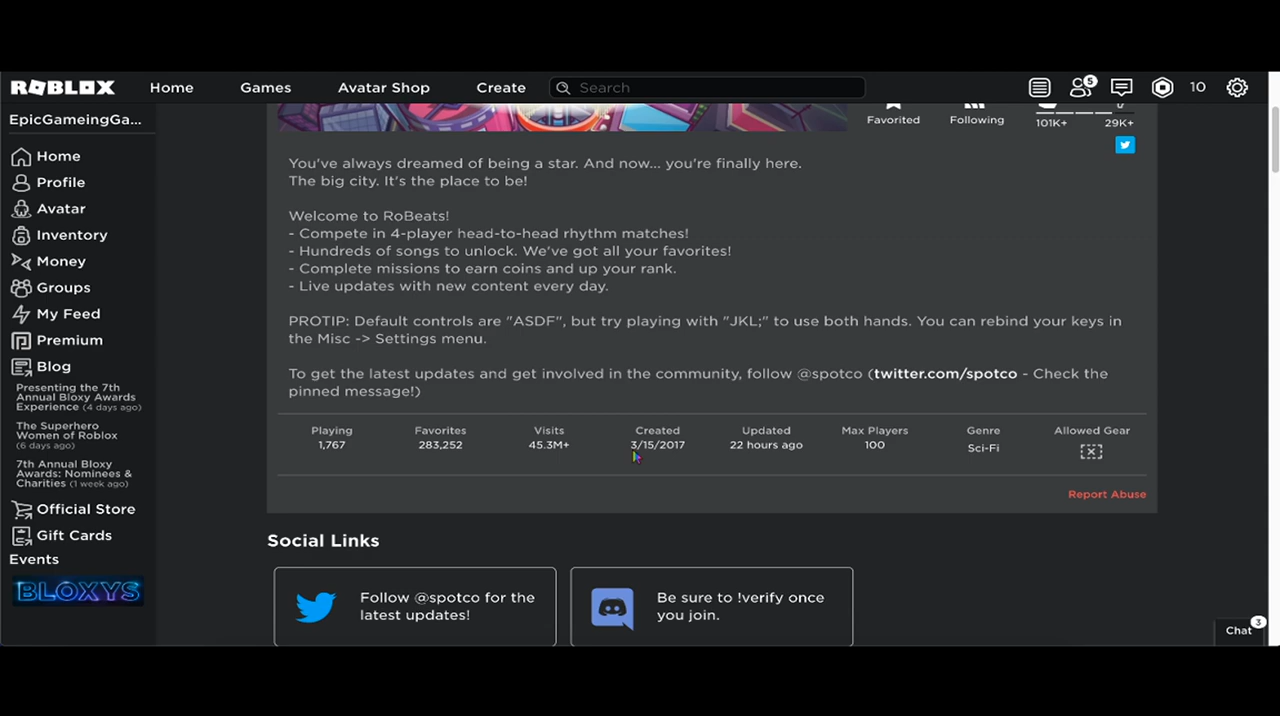 ROBLOX Home Games Avatar Shop Create Search 5 10
EpicGameingGa...
Home
Profile
Avatar
Inventory
Money
Groups
My Feed
Premium
Blog
Presenting the 7th
Annual Bloxy Awards
Experience (4 days ago)
The Superhero
Women of Roblox
(6 days ago)
7th Annual Bloxy
Awards: Nominees &
Charities (1 week ago)
Official Store
Gift Cards
Events
BLOXYS
Favorited Following 101K+ 29K+
You've always dreamed of being a star. And now... you're finally here.
The big city. It's the place to be!
Welcome to RoBeats!
- Compete in 4-player head-to-head rhythm matches!
- Hundreds of songs to unlock. We've got all your favorites!
- Complete missions to earn coins and up your rank.
- Live updates with new content every day.
PROTIP: Default controls are "ASDF", but try playing with "JKL;" to use both hands. You can rebind your keys in
the Misc -> Settings menu.
To get the latest updates and get involved in the community, follow @spotco (twitter.com/spotco - Check the
pinned message!)
Playing Favorites Visits Created Updated Max Players Genre Allowed Gear
1,767 283,252 45.3M+ 3/15/2017 22 hours ago 100 Sci-Fi
Report Abuse
Social Links
Follow @spotco for the
latest updates!
Be sure to !verify once
you join.
Chat 3